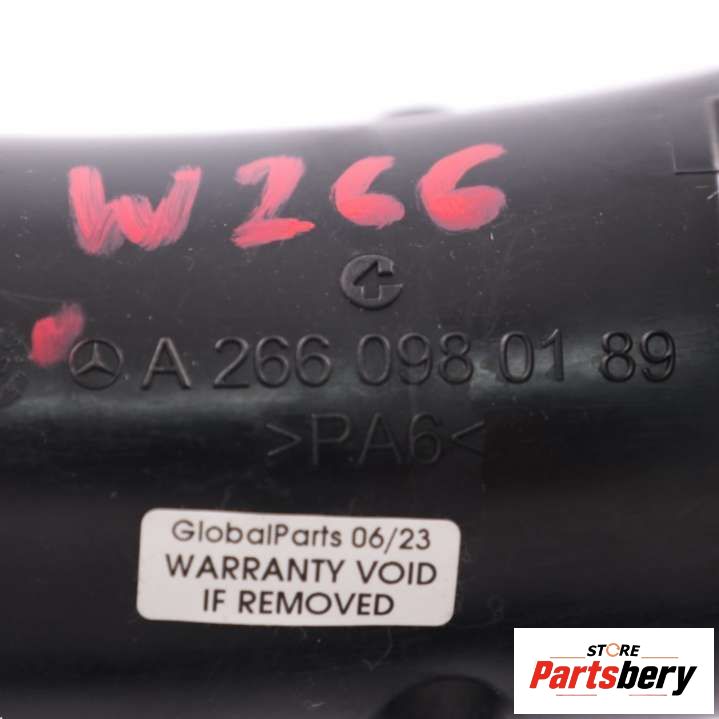 W266
A 266 098 01 89
>PA6<
GlobalParts 06/23
WARRANTY VOID
IF REMOVED
STORE
Partsbery